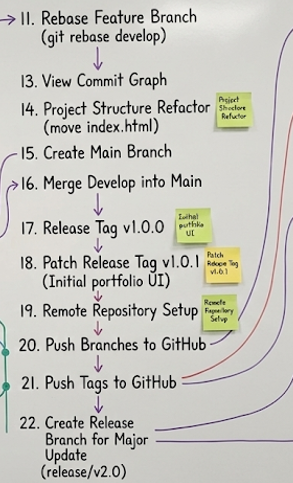 11. Rebase Feature Branch
(git rebase develop)
13. View Commit Graph
14. Project Structure Refactor
(move index.html)
Project
Structure
Refactor
15. Create Main Branch
16. Merge Develop into Main
17. Release Tag v1.0.0
Initial
portfolio
UI
18. Patch Release Tag v1.0.1
(Initial portfolio UI)
Patch
Release Tag
v1.0.1
19. Remote Repository Setup
Remote
Repository
Setup
20. Push Branches to GitHub
21. Push Tags to GitHub
22. Create Release
Branch for Major
Update
(release/v2.0)